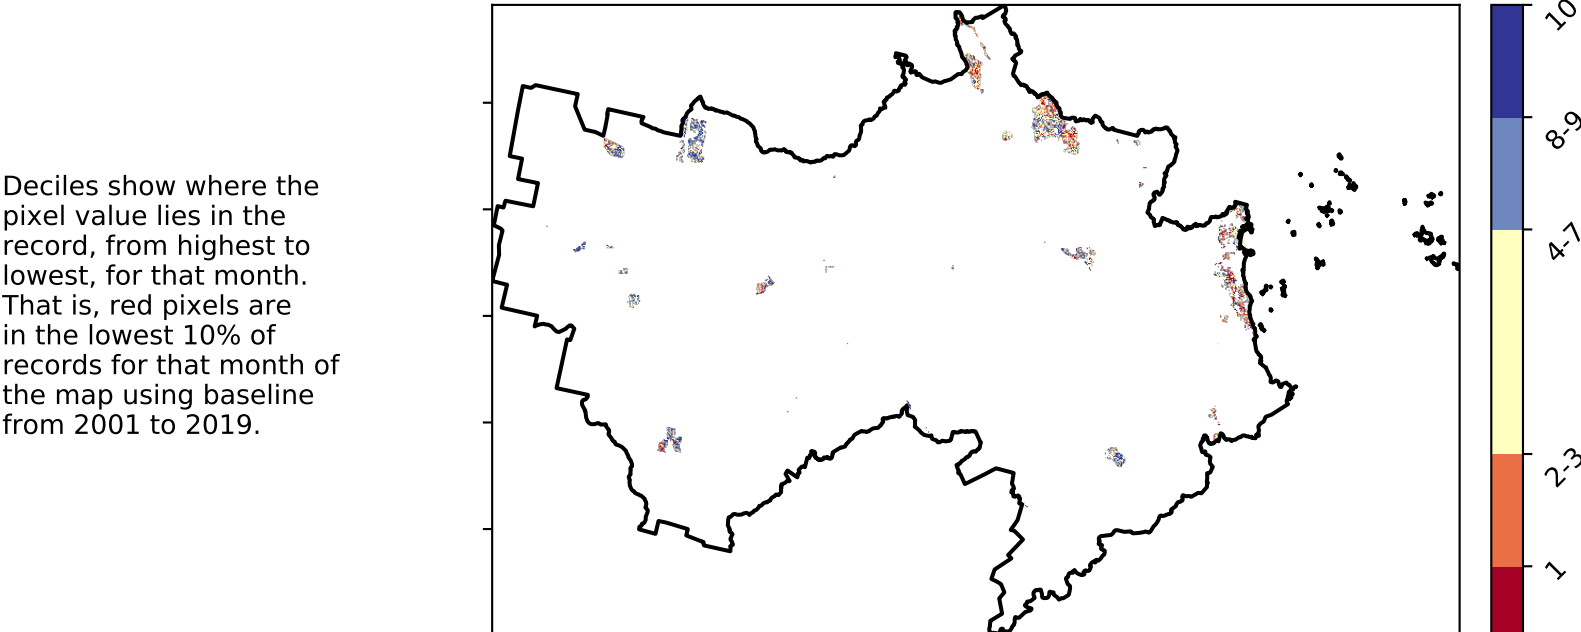 Deciles show where the
pixel value lies in the
record, from highest to
lowest, for that month.
That is, red pixels are
in the lowest 10% of
records for that month of
the map using baseline
from 2001 to 2019.
10
8-9
4-7
2-3
1